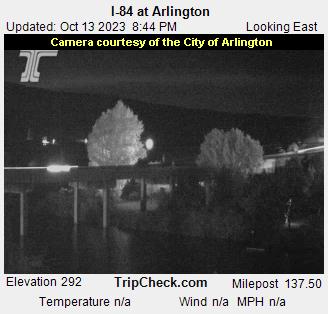 I-84 at Arlington
Updated: Oct 13 2023 8:44 PM Looking East
Camera courtesy of the City of Arlington
Elevation 292 TripCheck.com Milepost 137.50
Temperature n/a Wind n/a MPH n/a